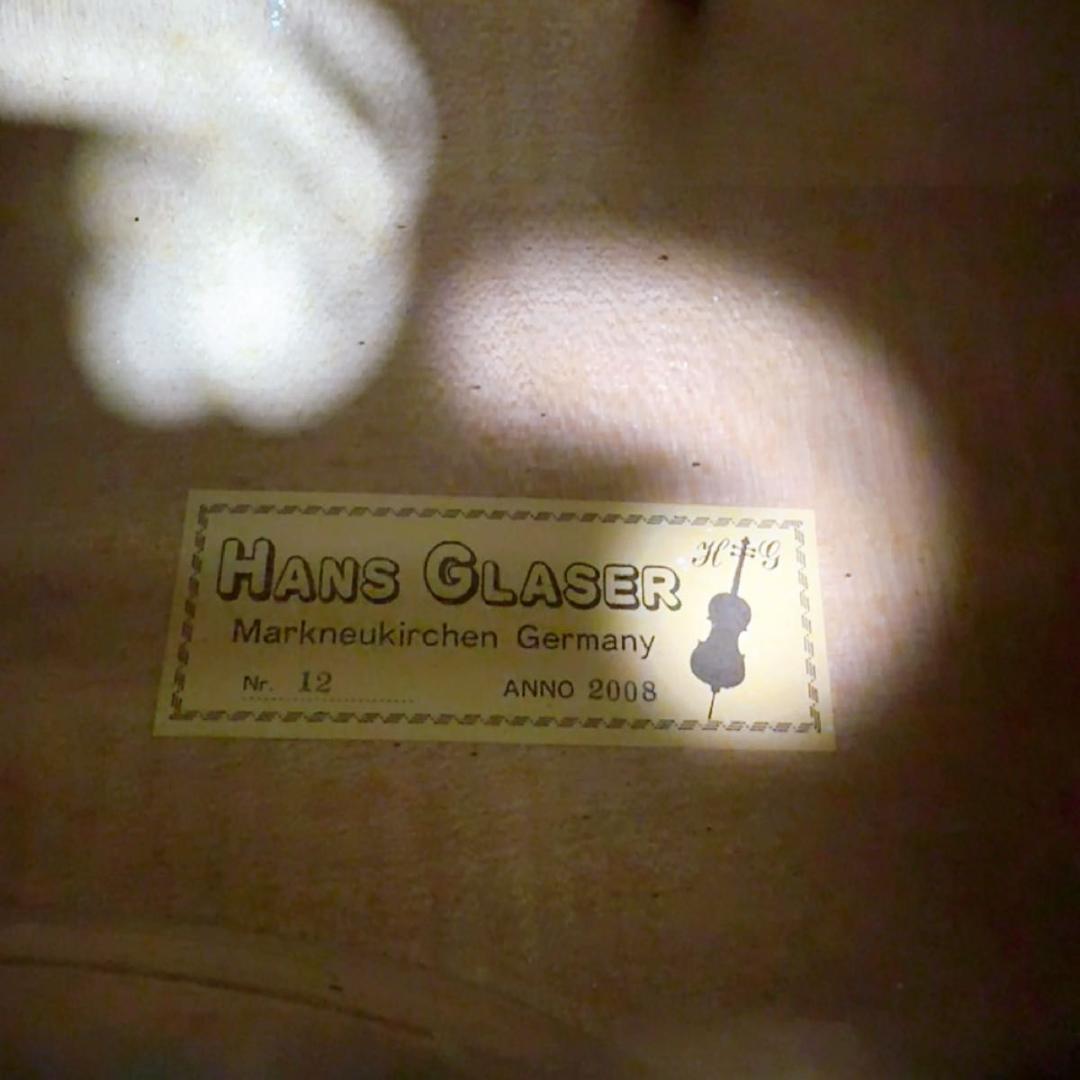 HANS GLASER
H G
Markneukirchen Germany
Nr. 12 ANNO 2008